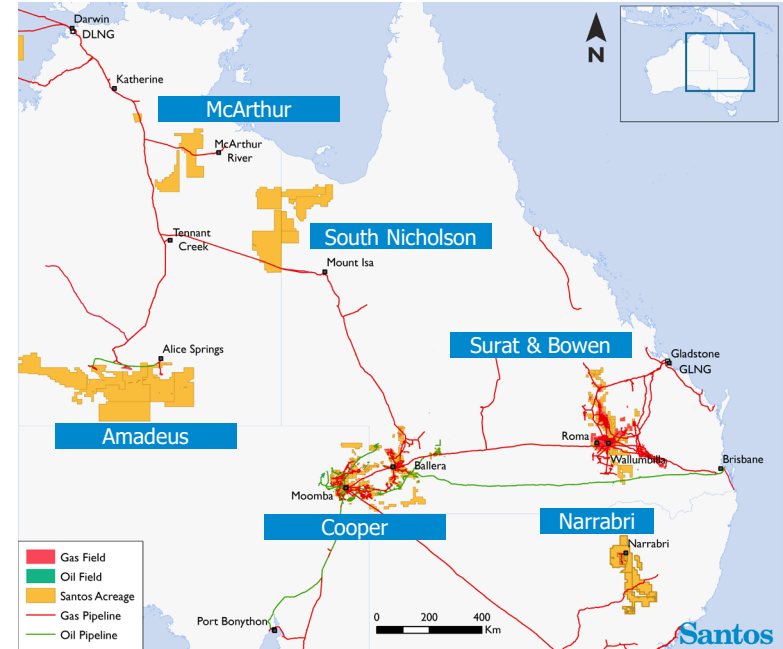 Darwin
DLNG
N
Katherine
McArthur
McArthur
River
Tennant
Creek
South Nicholson
Mount Isa
Surat & Bowen
Alice Springs
Gladstone
GLNG
Amadeus
Roma
Wallumbilla
Ballera
Brisbane
Moomba
Cooper
Narrabri
Narrabri
Gas Field
Oil Field
Santos Acreage
Gas Pipeline
Oil Pipeline
Port Bonython
0 200 400
Km
Santos